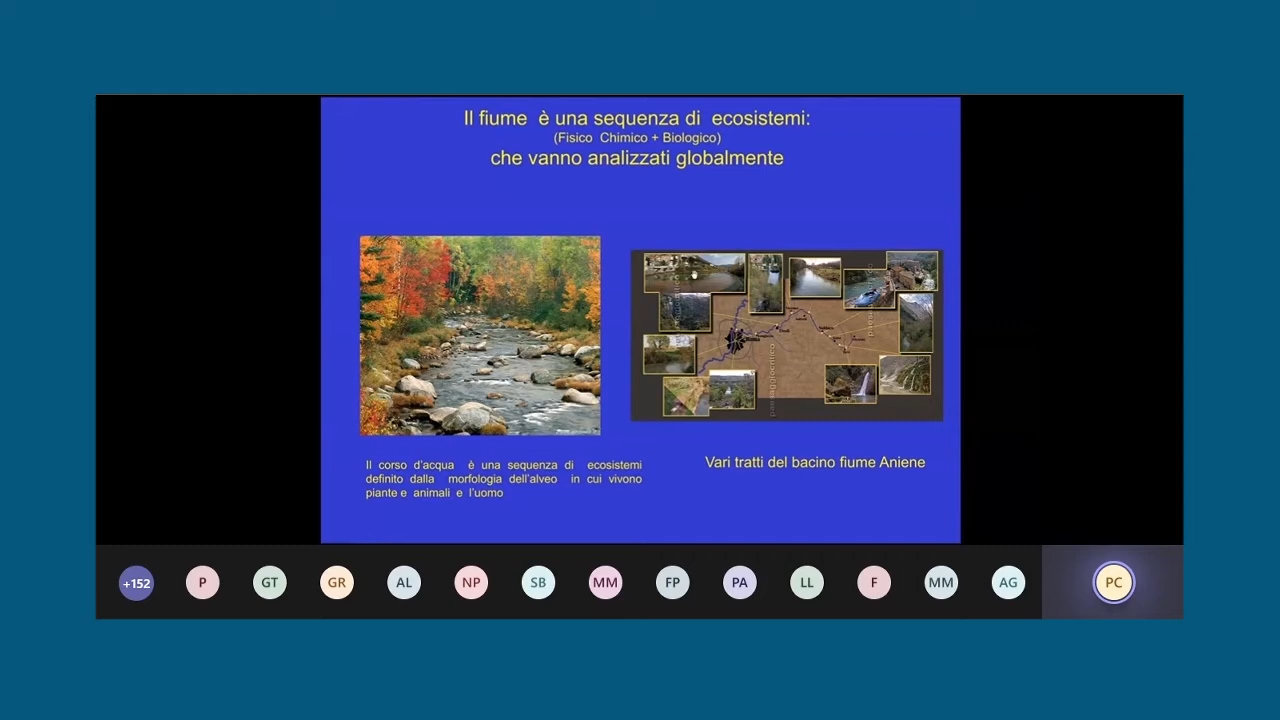 Il fiume è una sequenza di ecosistemi:
(Fisico Chimico + Biologico)
che vanno analizzati globalmente
paesaggiocritico
Il corso d'acqua è una sequenza di ecosistemi
definito dalla morfologia dell'alveo in cui vivono
piante e animali e l'uomo
Vari tratti del bacino fiume Aniene
+152
P
GT
GR
AL
NP
SB
MM
FP
PA
LL
F
MM
AG
PC